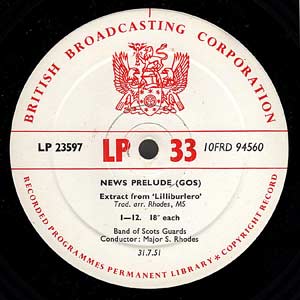 BRITISH BROADCASTING CORPORATION
LP 23597
LP 33
10FRD 94560
NEWS PRELUDE (GOS)
Extract from 'Lilliburlero'
Trad. arr. Rhodes, MS
1—12. 18" each
Band of Scots Guards
Conductor: Major S. Rhodes
31.7.51
RECORDED PROGRAMMES PERMANENT LIBRARY * COPYRIGHT RECORD